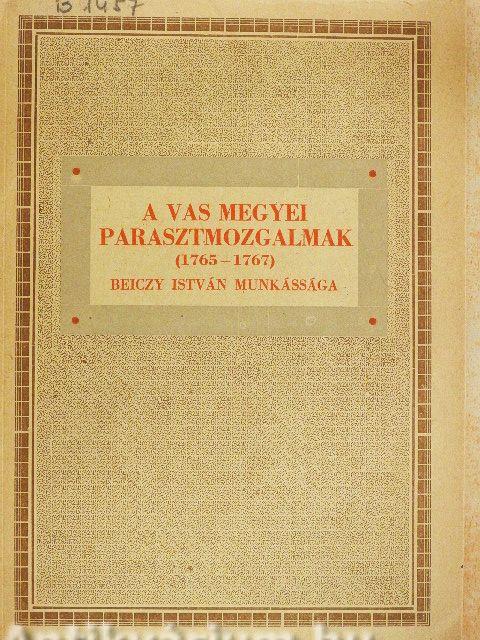 B 1457
A VAS MEGYEI
PARASZTMOZGALMAK
(1765–1767)
BEICZY ISTVÁN MUNKÁSSÁGA